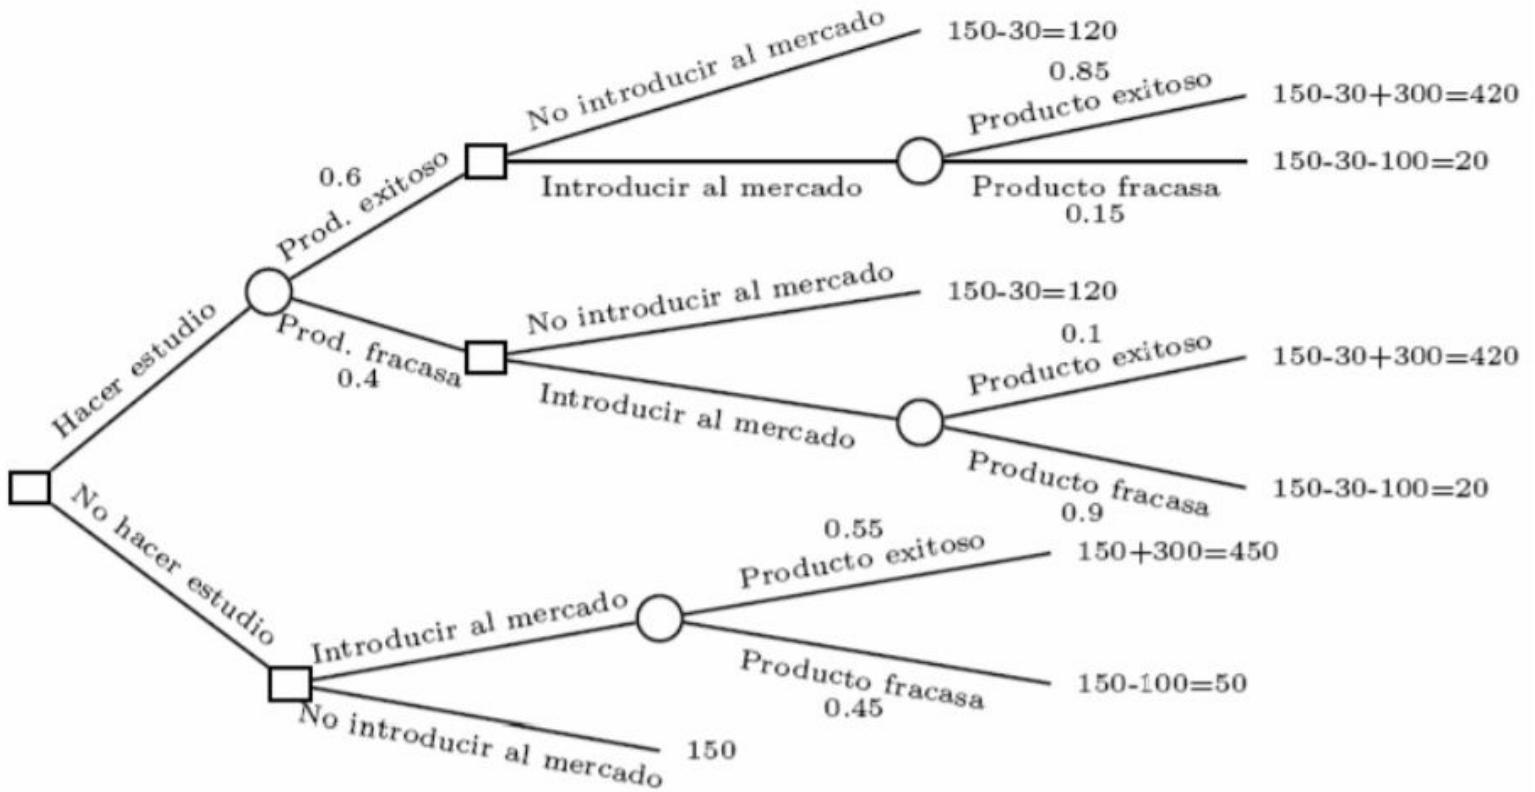 No introducir al mercado
150-30=120
0.85
Producto exitoso
150-30+300=420
0.6
Prod. exitoso
Introducir al mercado
Producto fracasa
0.15
150-30-100=20
Hacer estudio
Prod. fracasa
0.4
No introducir al mercado
150-30=120
0.1
Producto exitoso
150-30+300=420
Introducir al mercado
Producto fracasa
0.9
150-30-100=20
No hacer estudio
0.55
Producto exitoso
150+300=450
Introducir al mercado
Producto fracasa
0.45
150-100=50
No introducir al mercado
150